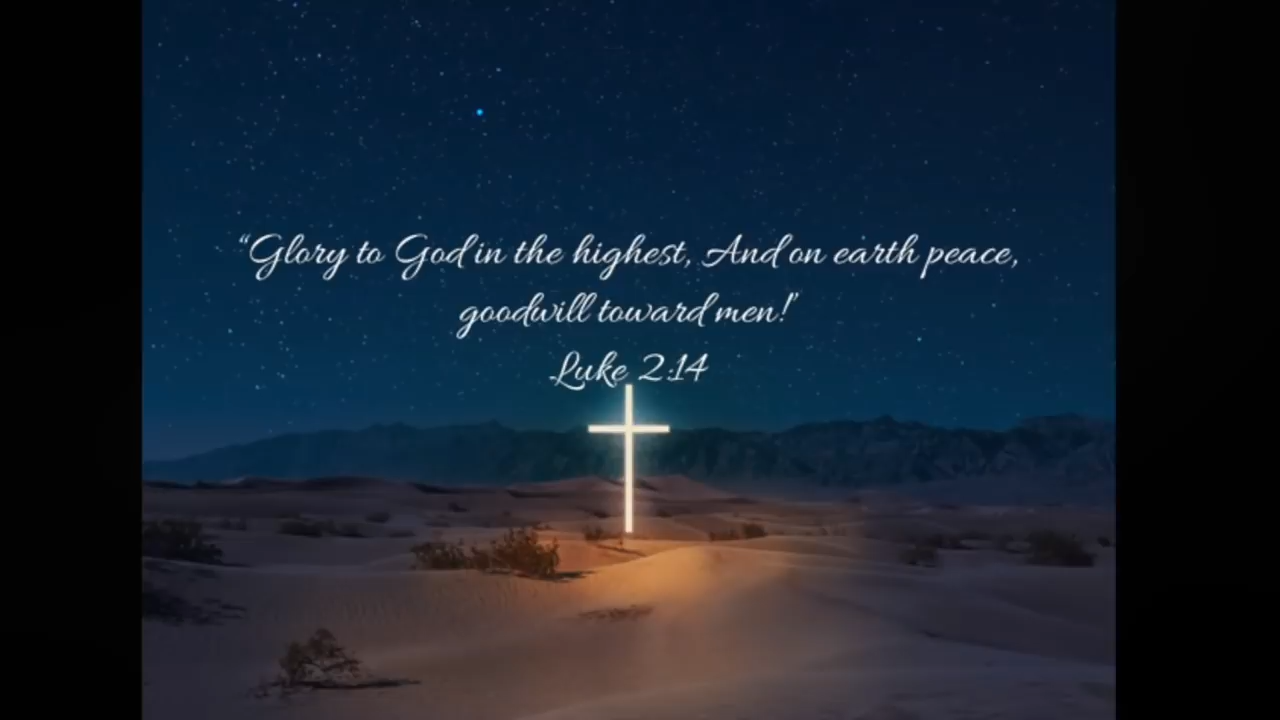 “Glory to God in the highest, And on earth peace,
goodwill toward men!”
Luke 2:14